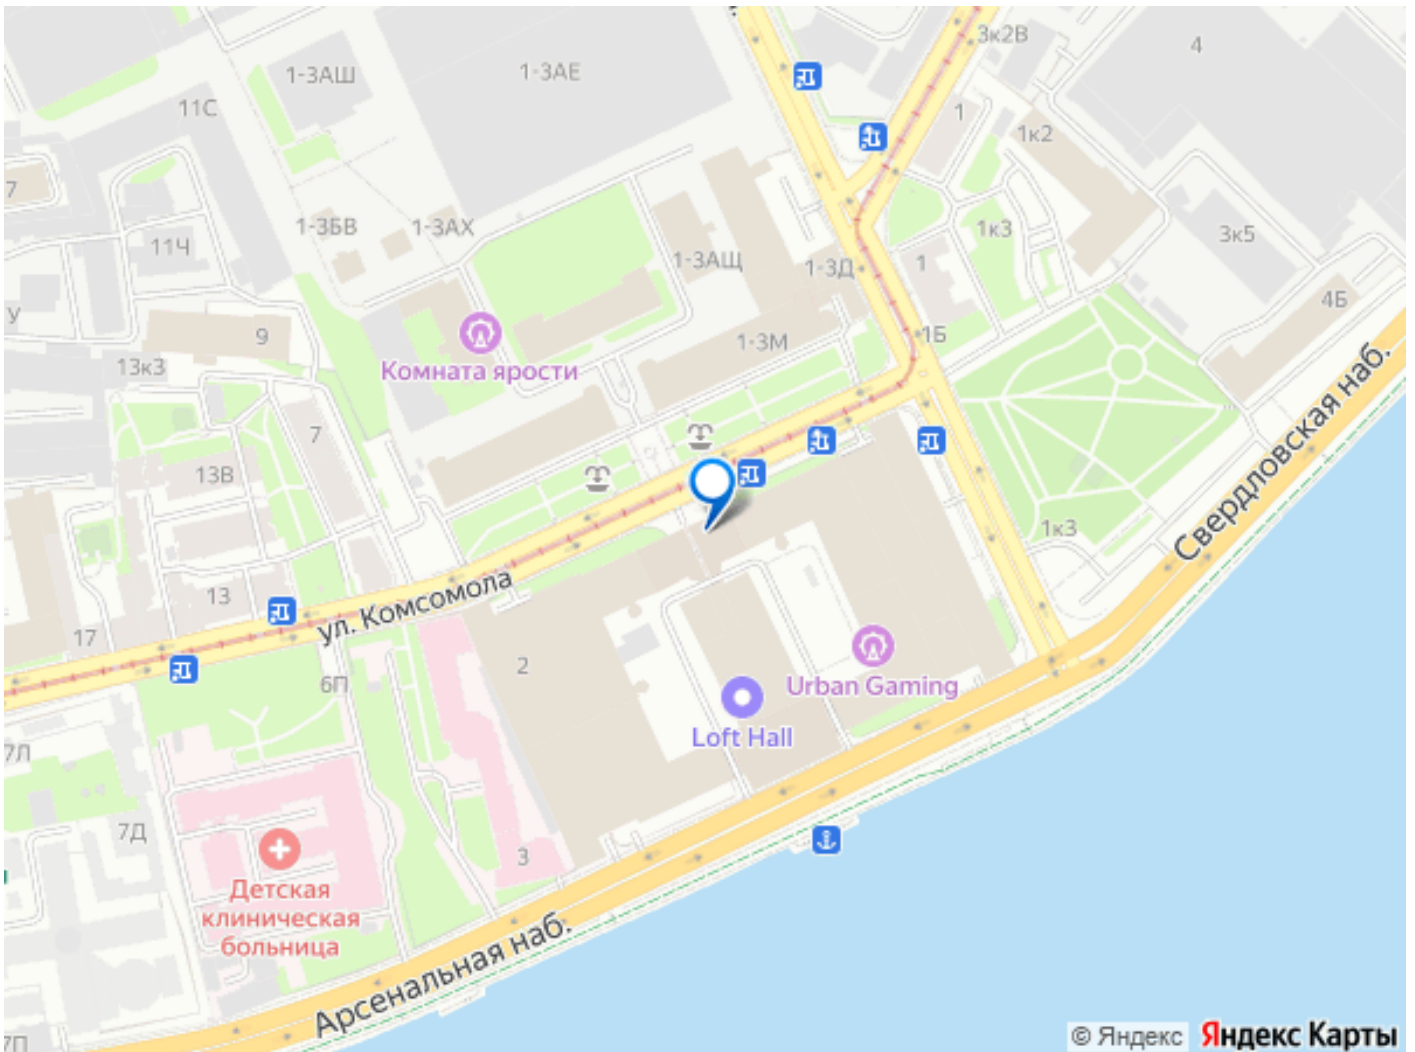 3к2В
4
1-3АШ
1-3АЕ
11С
1
1к2
7
1-3БВ
1-3АХ
1к3
3к5
11Ч
1-3АЩ
1-3Д
1
У
4Б
9
1-3М
1Б
13к3
Комната ярости
Свердловская наб.
7
13В
1к3
ул. Комсомола
13
17
2
6П
Urban Gaming
Loft Hall
7Л
7Д
3
Детская
клиническая
больница
Арсенальная наб.
7П
© Яндекс
Яндекс Карты